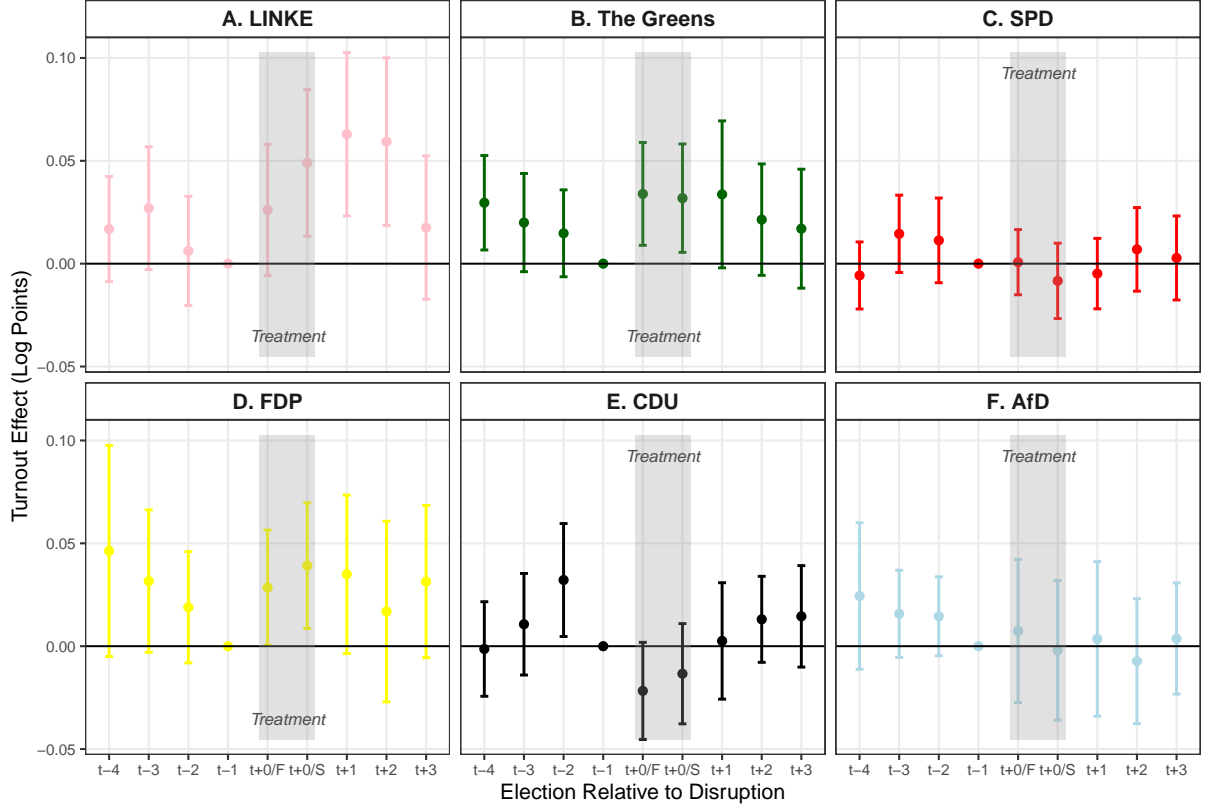 A. LINKE
B. The Greens
C. SPD
0.10
0.05
0.00
−0.05
Treatment
Treatment
Treatment
D. FDP
E. CDU
F. AfD
0.10
0.05
0.00
−0.05
Treatment
Treatment
Treatment
t−4 t−3 t−2 t−1 t+0/F t+0/S t+1 t+2 t+3
t−4 t−3 t−2 t−1 t+0/F t+0/S t+1 t+2 t+3
t−4 t−3 t−2 t−1 t+0/F t+0/S t+1 t+2 t+3
Election Relative to Disruption
Turnout Effect (Log Points)